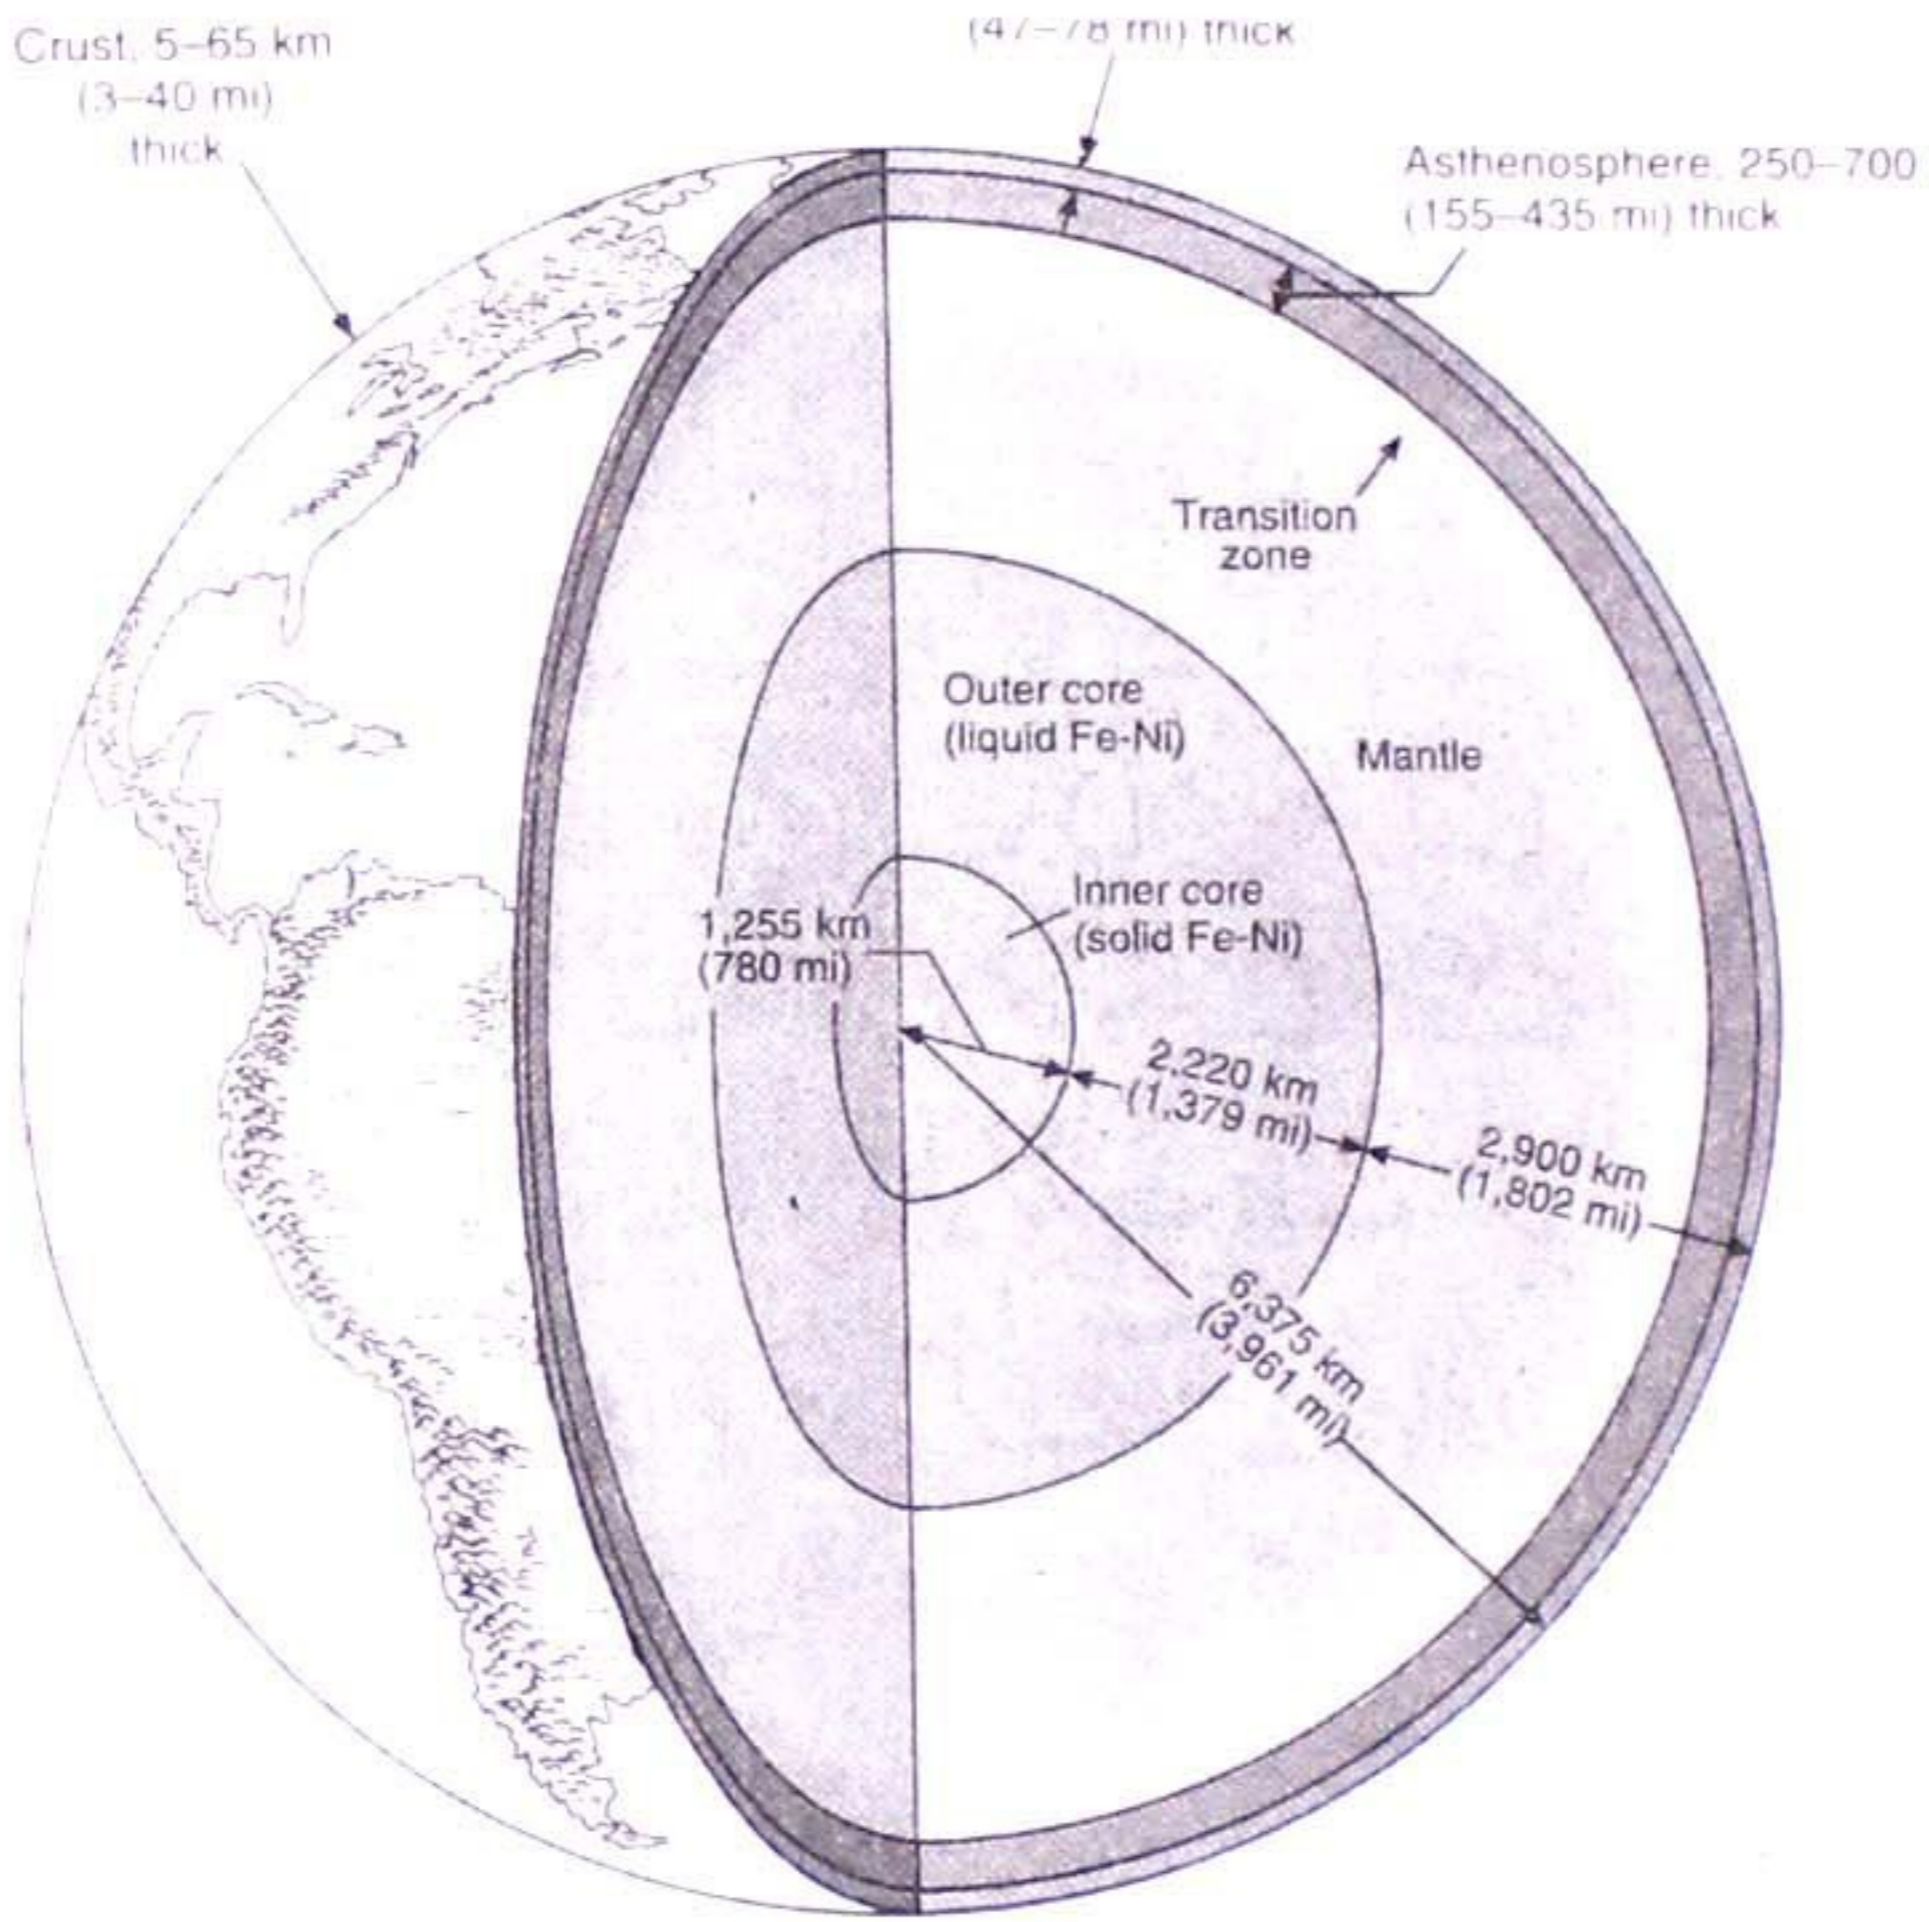 Crust, 5–65 km
(3–40 mi)
thick
(47–78 mi) thick
Asthenosphere, 250–700
(155–435 mi) thick
Transition
zone
Outer core
(liquid Fe-Ni)
Mantle
Inner core
(solid Fe-Ni)
1,255 km
(780 mi)
2,220 km
(1,379 mi)
2,900 km
(1,802 mi)
6,375 km
(3,961 mi)